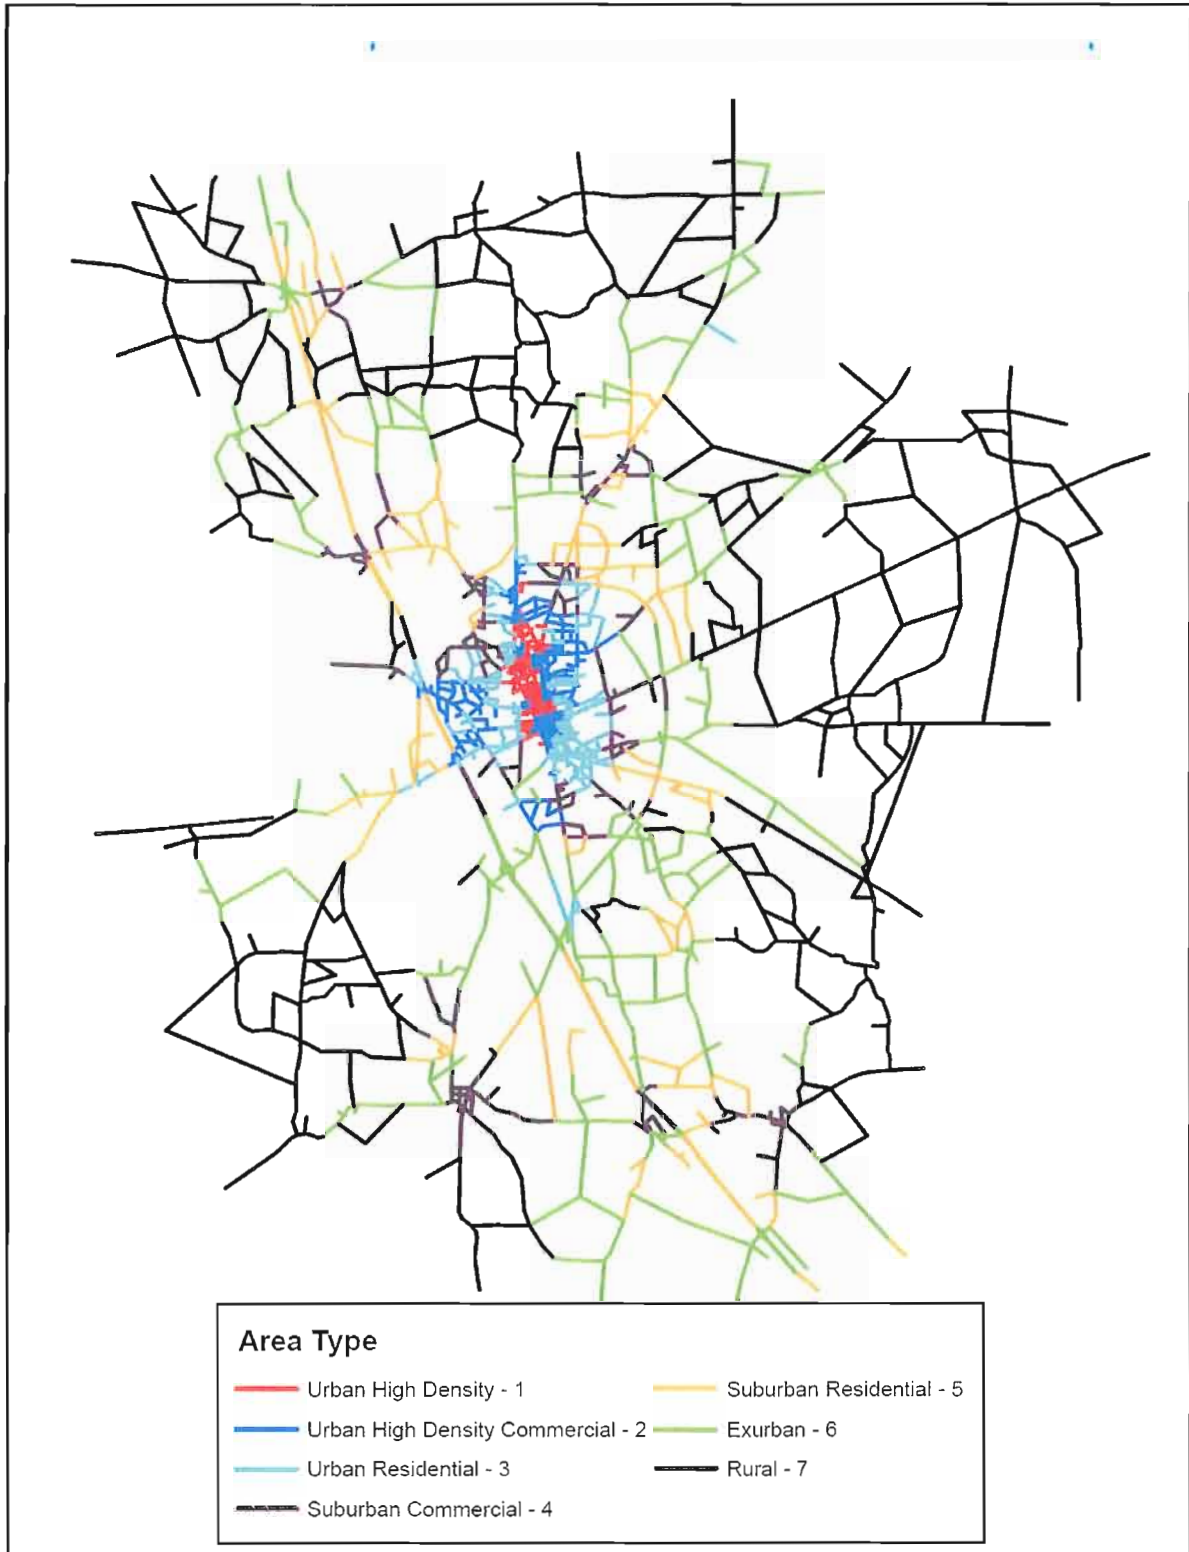 Area Type
Urban High Density - 1
Urban High Density Commercial - 2
Urban Residential - 3
Suburban Commercial - 4
Suburban Residential - 5
Exurban - 6
Rural - 7